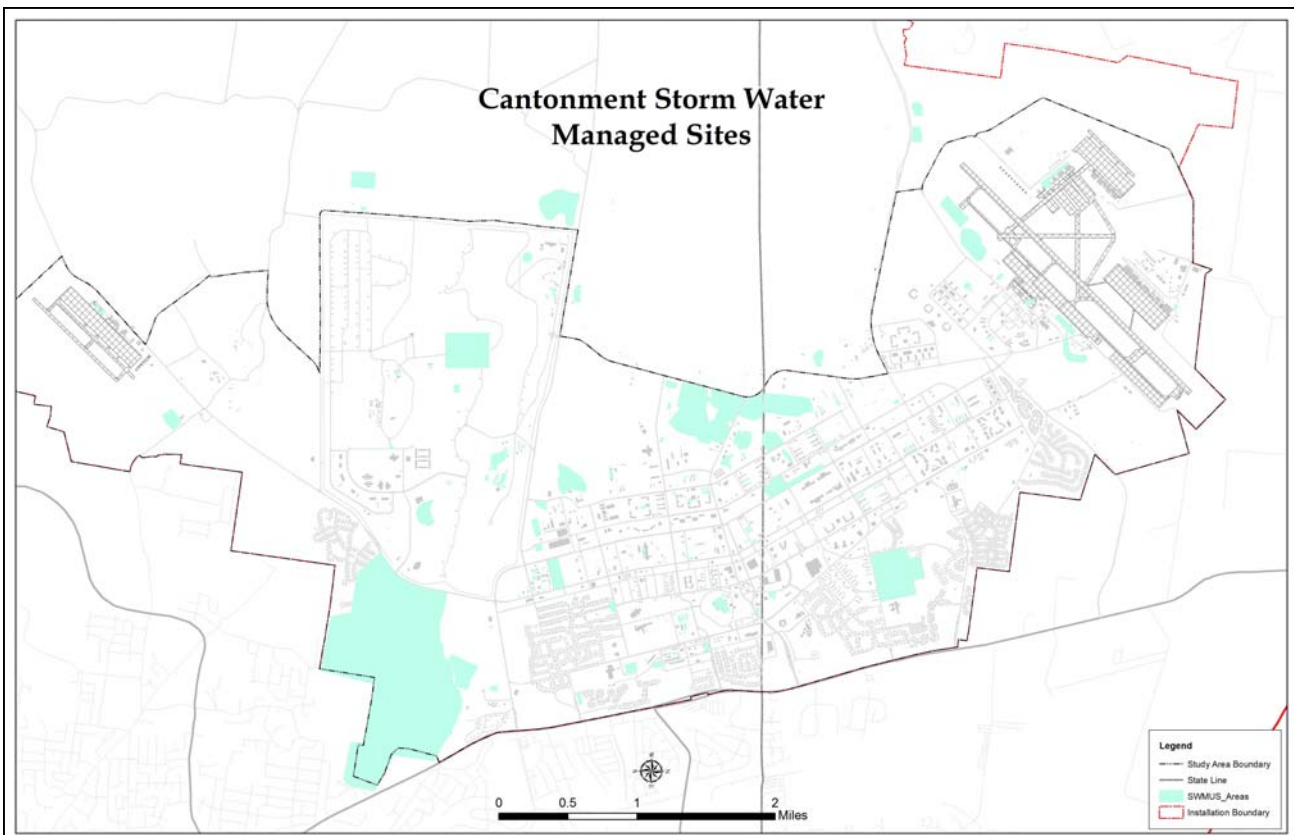 Cantonment Storm Water
Managed Sites
Legend
Study Area Boundary
State Line
SWMUS_Areas
Installation Boundary
0 0.5 1 2
Miles